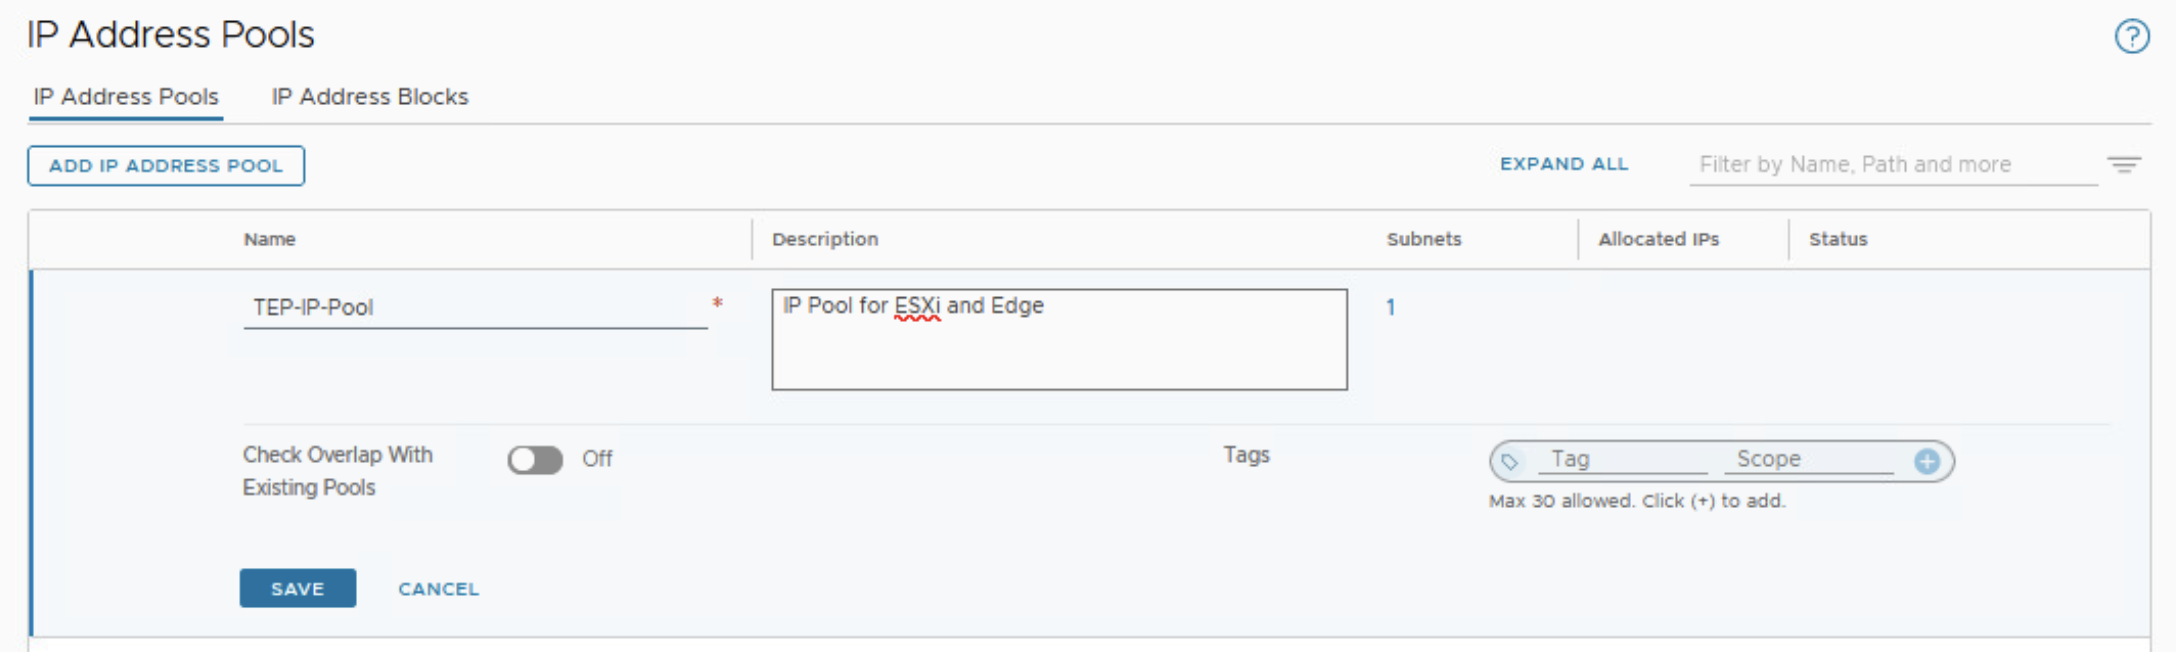 IP Address Pools
?
IP Address Pools IP Address Blocks
ADD IP ADDRESS POOL EXPAND ALL Filter by Name, Path and more
Name Description Subnets Allocated IPs Status
TEP-IP-Pool * IP Pool for ESXi and Edge 1
Check Overlap With Existing Pools Off Tags Tag Scope
Max 30 allowed. Click (+) to add.
SAVE CANCEL